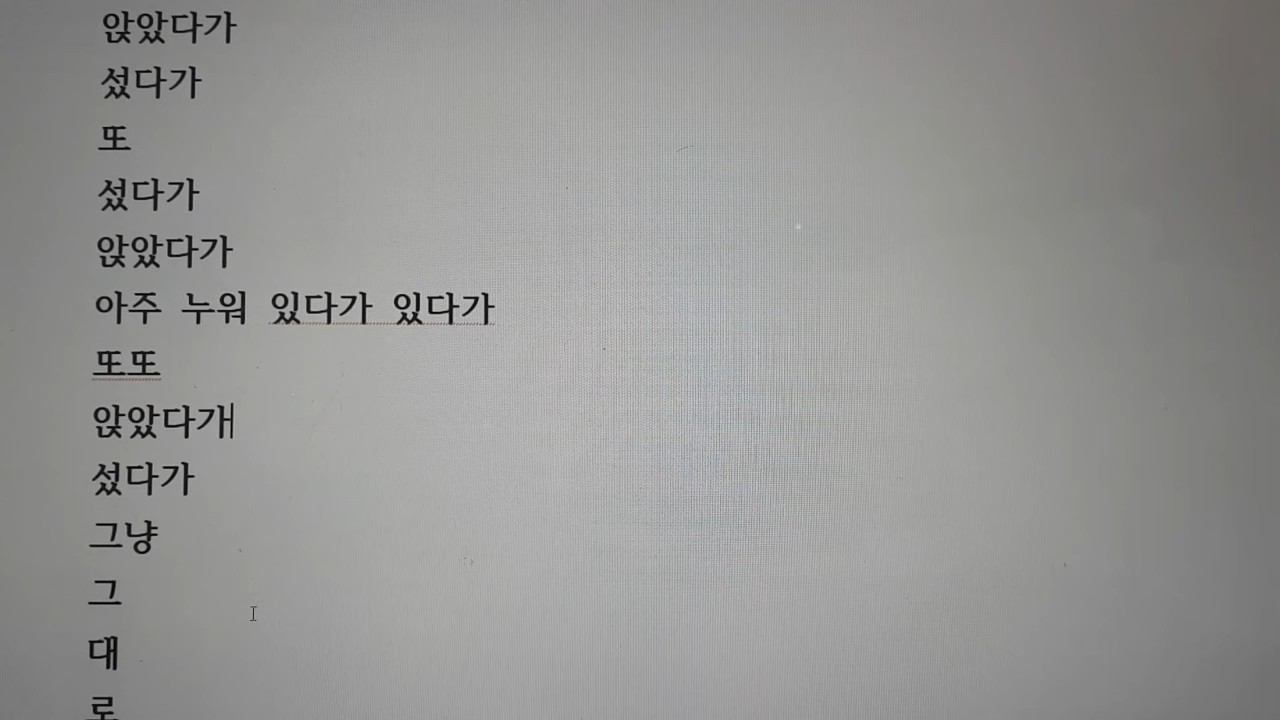 앉았다가
섰다가
또
섰다가
앉았다가
아주 누워 있다가 있다가
또또
앉았다가
섰다가
그냥
그
대
로